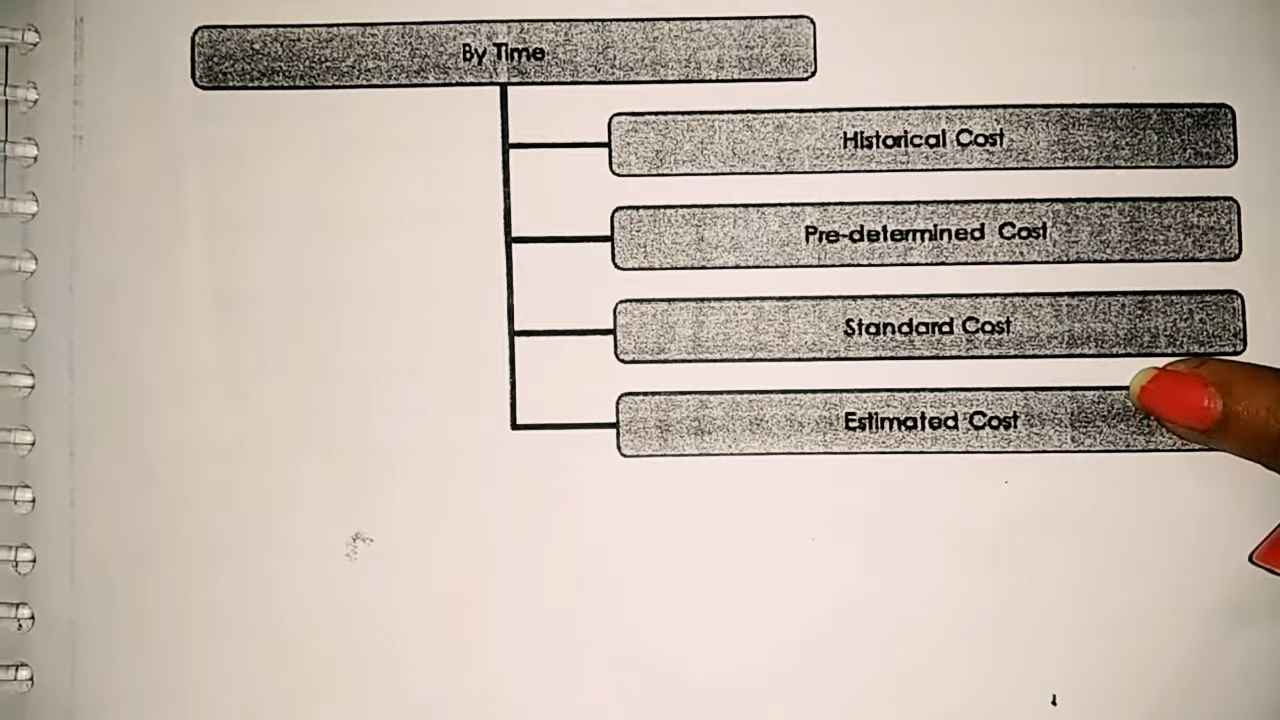 By Time
Historical Cost
Pre-determined Cost
Standard Cost
Estimated Cost